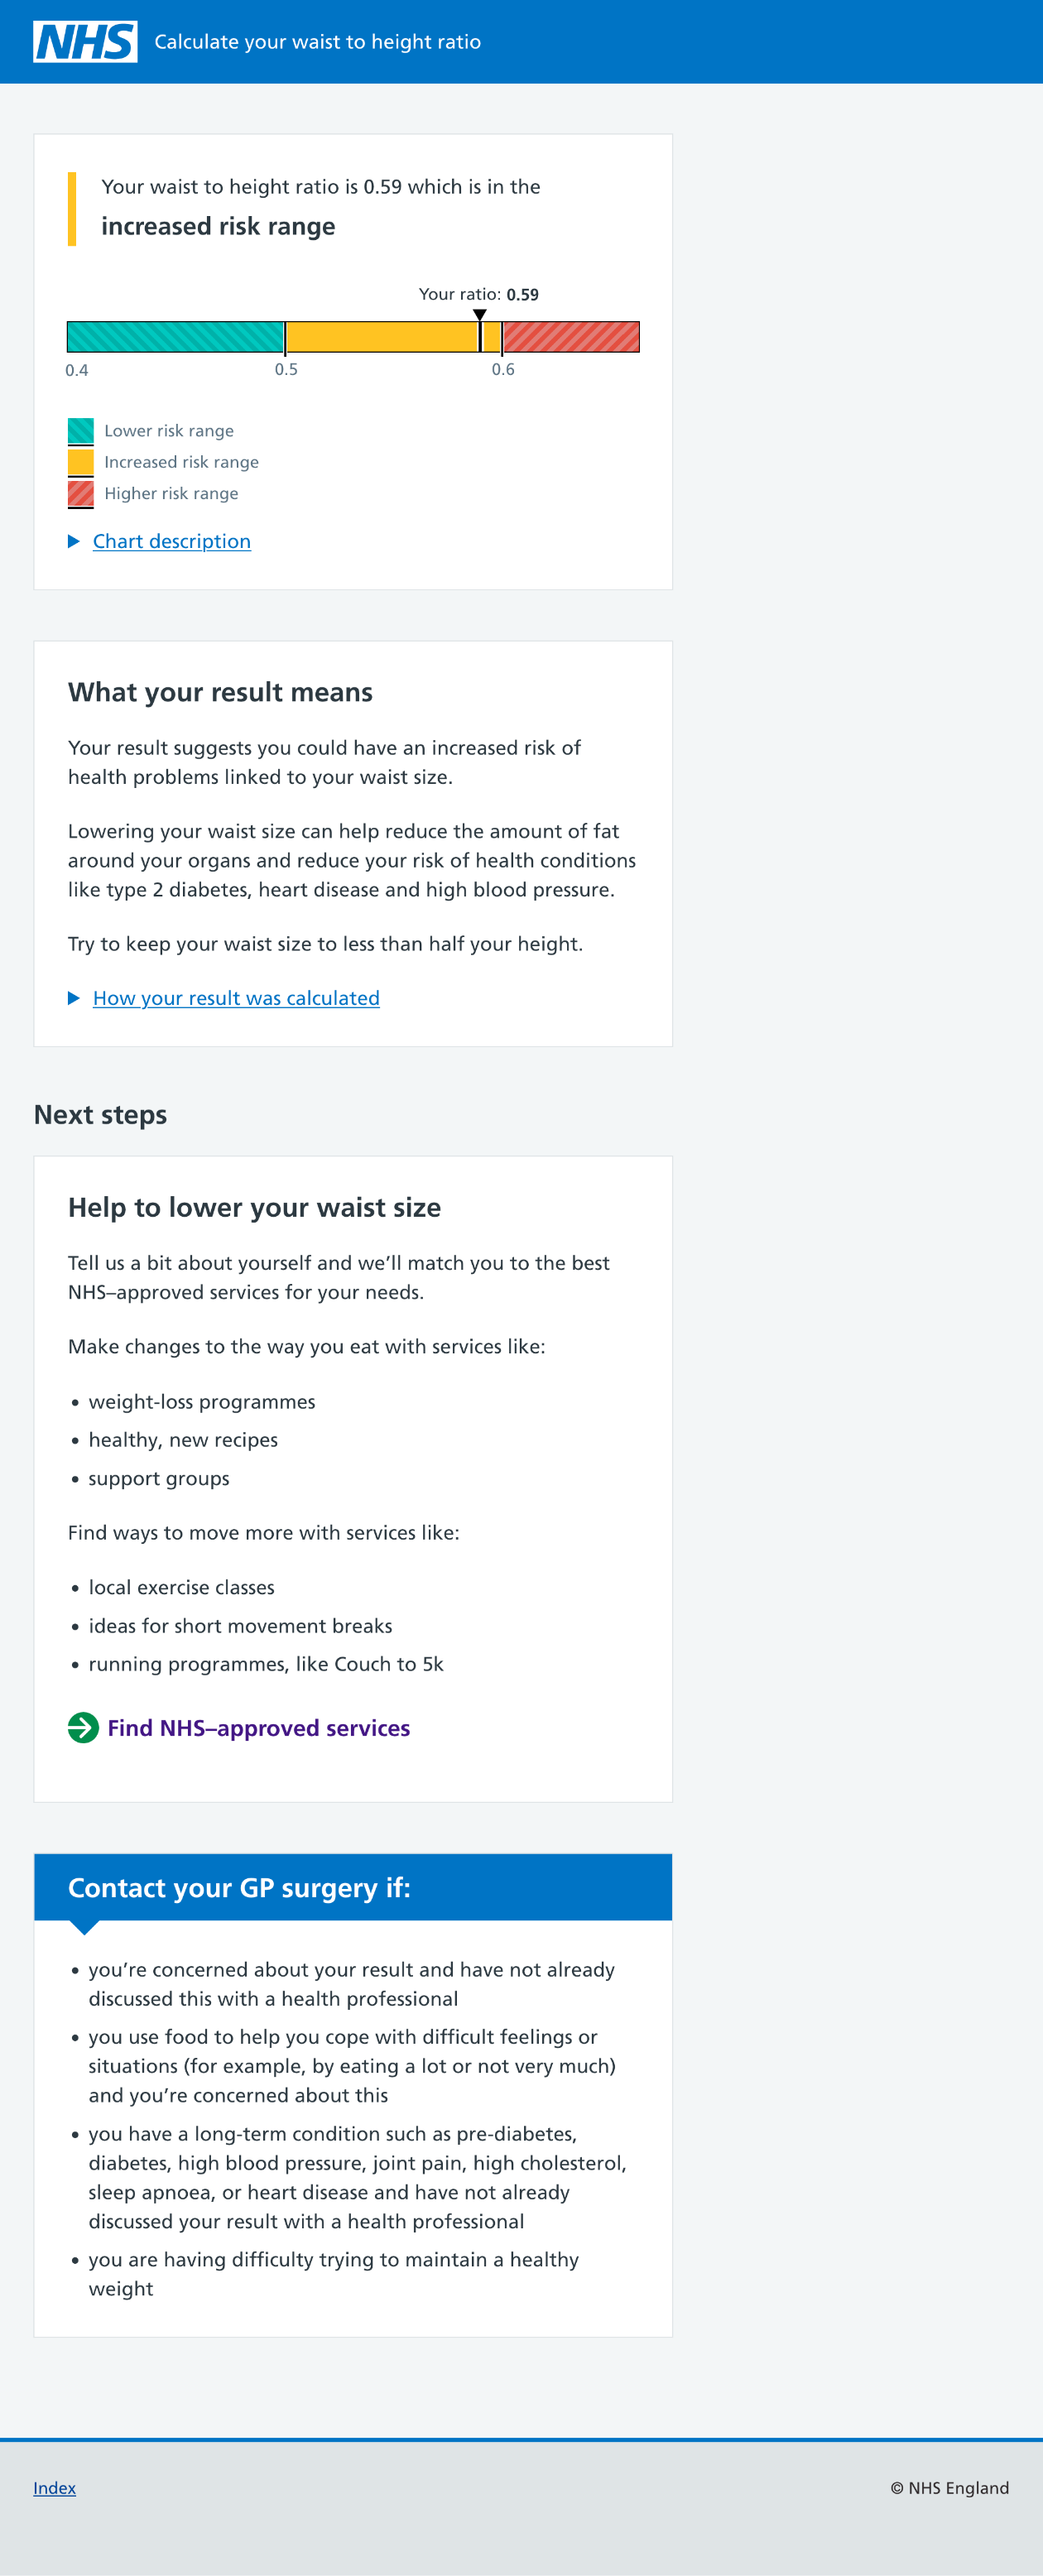 NHS Calculate your waist to height ratio
Your waist to height ratio is 0.59 which is in the
increased risk range
Your ratio: 0.59
0.4 0.5 0.6
Lower risk range
Increased risk range
Higher risk range
Chart description
What your result means
Your result suggests you could have an increased risk of
health problems linked to your waist size.
Lowering your waist size can help reduce the amount of fat
around your organs and reduce your risk of health conditions
like type 2 diabetes, heart disease and high blood pressure.
Try to keep your waist size to less than half your height.
How your result was calculated
Next steps
Help to lower your waist size
Tell us a bit about yourself and we’ll match you to the best
NHS–approved services for your needs.
Make changes to the way you eat with services like:
• weight-loss programmes
• healthy, new recipes
• support groups
Find ways to move more with services like:
• local exercise classes
• ideas for short movement breaks
• running programmes, like Couch to 5k
Find NHS–approved services
Contact your GP surgery if:
• you’re concerned about your result and have not already
discussed this with a health professional
• you use food to help you cope with difficult feelings or
situations (for example, by eating a lot or not very much)
and you’re concerned about this
• you have a long-term condition such as pre-diabetes,
diabetes, high blood pressure, joint pain, high cholesterol,
sleep apnoea, or heart disease and have not already
discussed your result with a health professional
• you are having difficulty trying to maintain a healthy
weight
Index © NHS England